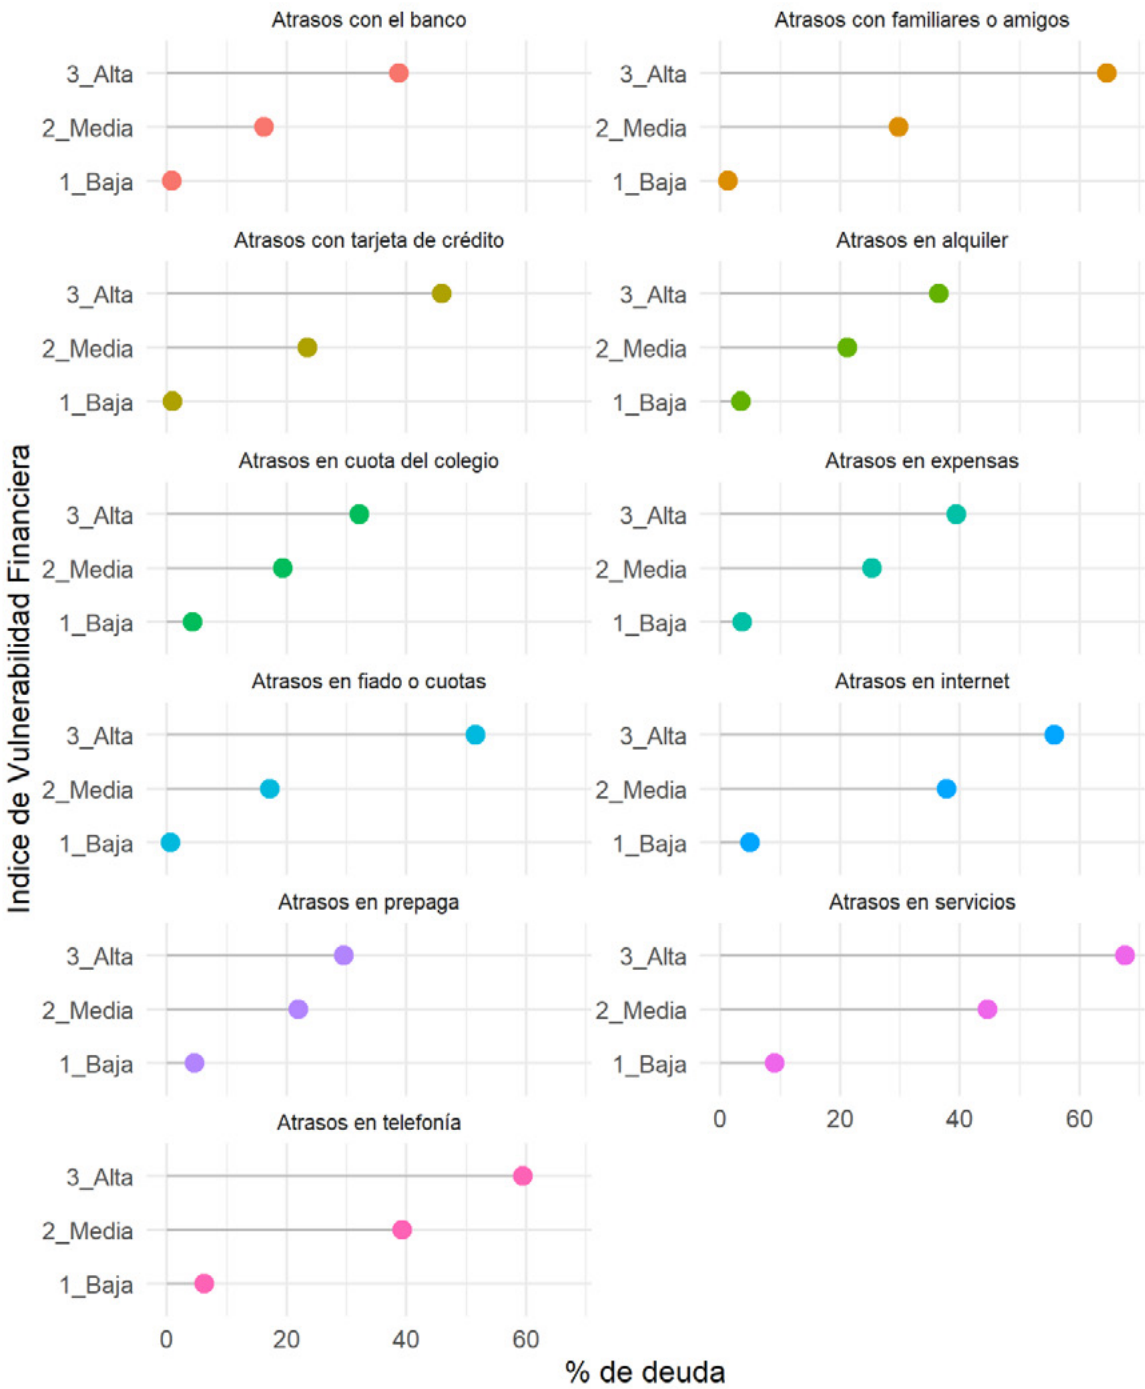 Atrasos con el banco
3_Alta
2_Media
1_Baja
Atrasos con familiares o amigos
3_Alta
2_Media
1_Baja
Atrasos con tarjeta de crédito
3_Alta
2_Media
1_Baja
Atrasos en alquiler
3_Alta
2_Media
1_Baja
Atrasos en cuota del colegio
3_Alta
2_Media
1_Baja
Atrasos en expensas
3_Alta
2_Media
1_Baja
Atrasos en fiado o cuotas
3_Alta
2_Media
1_Baja
Atrasos en internet
3_Alta
2_Media
1_Baja
Atrasos en prepaga
3_Alta
2_Media
1_Baja
Atrasos en servicios
3_Alta
2_Media
1_Baja
0 20 40 60
Atrasos en telefonía
3_Alta
2_Media
1_Baja
0 20 40 60
% de deuda
Indice de Vulnerabilidad Financiera